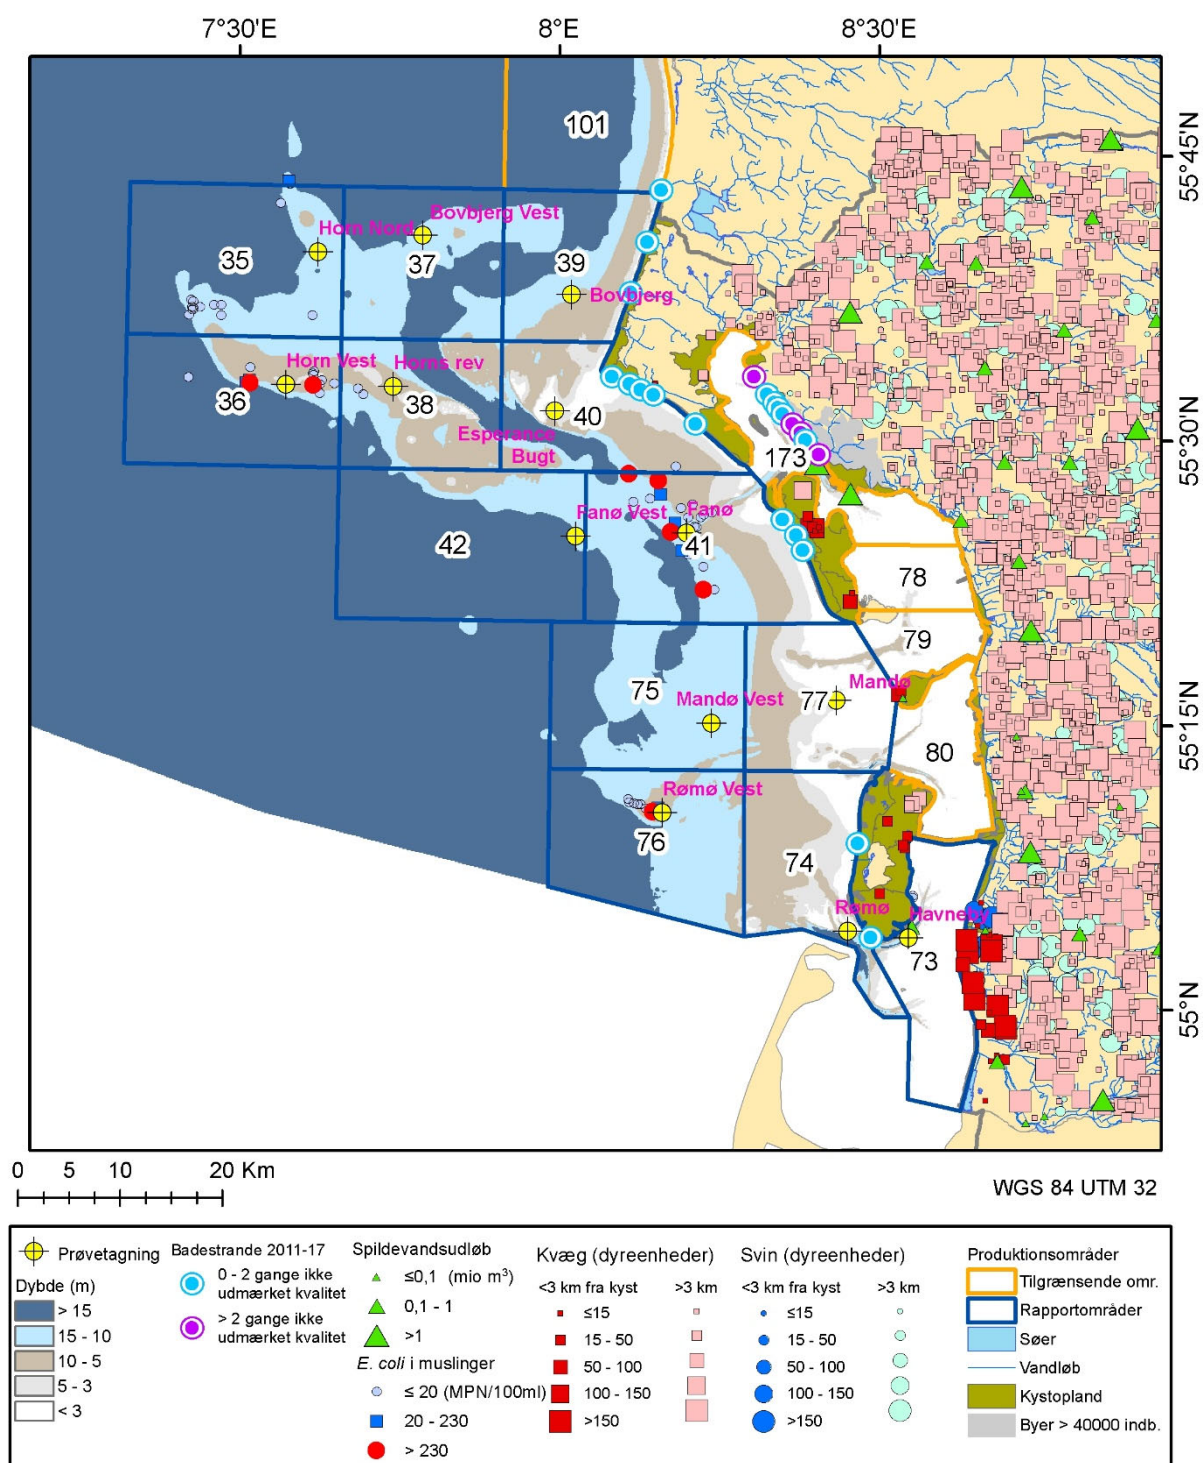 7°30'E
8°E
8°30'E
101
55°45'N
Bovbjerg Vest
Horn Nord
35
37
39
Bovbjerg
Horn Vest
Horns rev
36
38
40
55°30'N
Esperance
Bugt
173
Fanø Vest
Fanø
42
41
78
79
75
Mandø
Mandø Vest
77
55°15'N
80
Rømø Vest
76
74
Rømø
Havneby
73
55°N
0 5 10 20 Km
WGS 84 UTM 32
Prøvetagning
Dybde (m)
> 15
15 - 10
10 - 5
5 - 3
< 3
Badestrande 2011-17
0 - 2 gange ikke
udmærket kvalitet
> 2 gange ikke
udmærket kvalitet
Spildevandsudløb
≤0,1 (mio m³)
0,1 - 1
>1
E. coli i muslinger
≤ 20 (MPN/100ml)
20 - 230
> 230
Kvæg (dyreenheder)
<3 km fra kyst >3 km
≤15
15 - 50
50 - 100
100 - 150
>150
Svin (dyreenheder)
<3 km fra kyst >3 km
≤15
15 - 50
50 - 100
100 - 150
>150
Produktionsområder
Tilgrænsende omr.
Rapportområder
Søer
Vandløb
Kystopland
Byer > 40000 indb.